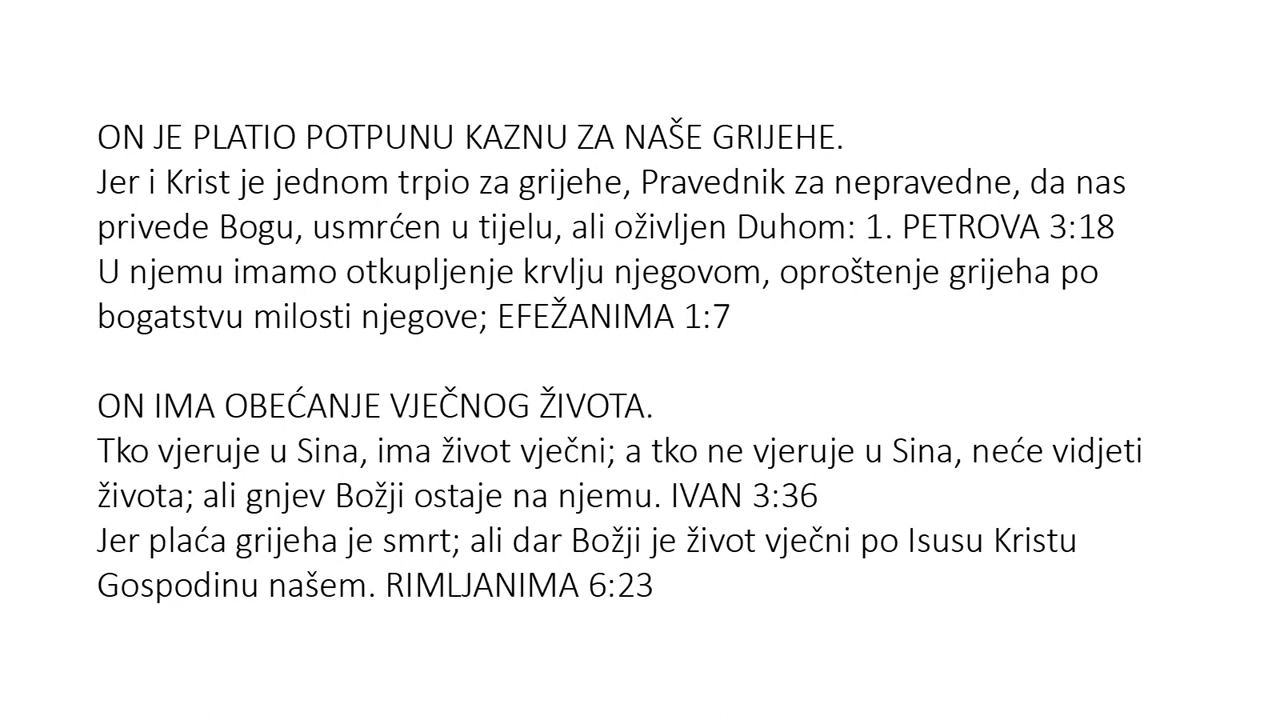 ON JE PLATIO POTPUNU KAZNU ZA NAŠE GRIJEHE.
Jer i Krist je jednom trpio za grijehe, Pravednik za nepravedne, da nas
privede Bogu, usmrćen u tijelu, ali oživljen Duhom: 1. PETROVA 3:18
U njemu imamo otkupljenje krvlju njegovom, oproštenje grijeha po
bogatstvu milosti njegove; EFEŽANIMA 1:7
ON IMA OBEĆANJE VJEČNOG ŽIVOTA.
Tko vjeruje u Sina, ima život vječni; a tko ne vjeruje u Sina, neće vidjeti
života; ali gnjev Božji ostaje na njemu. IVAN 3:36
Jer plaća grijeha je smrt; ali dar Božji je život vječni po Isusu Kristu
Gospodinu našem. RIMLJANIMA 6:23